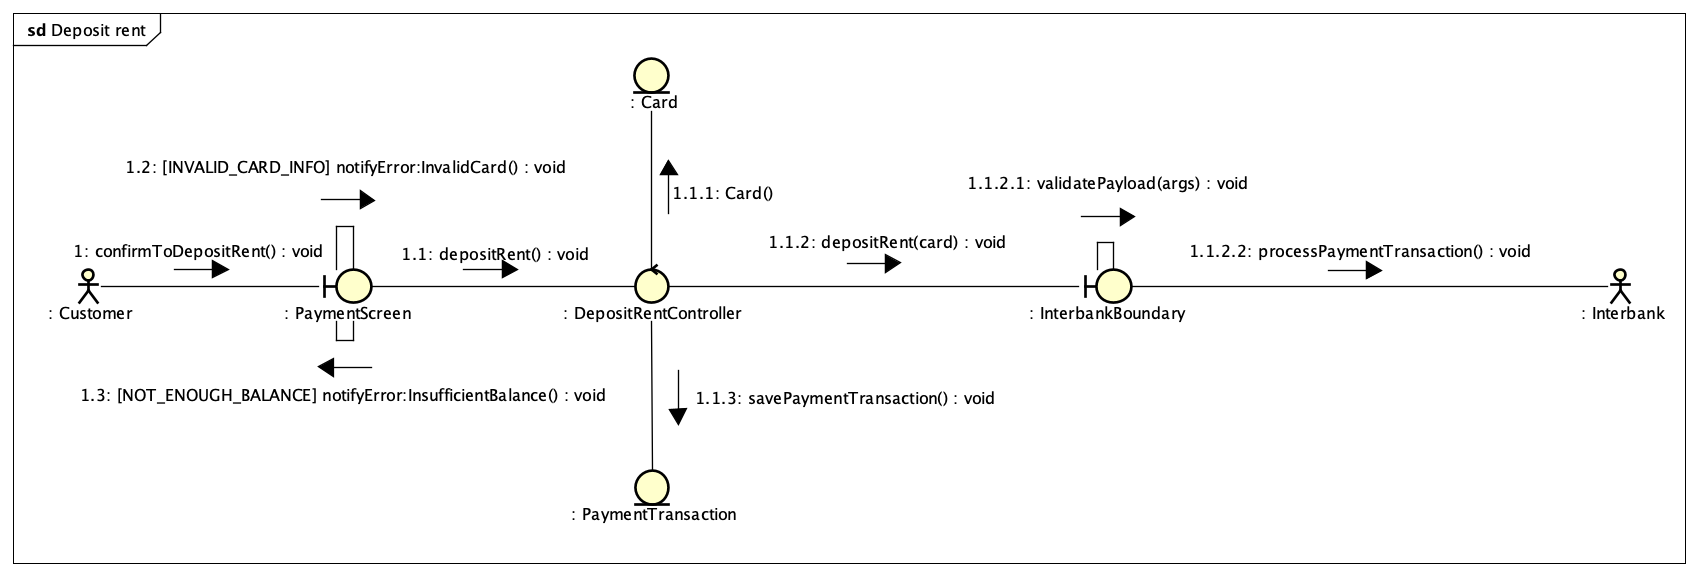 sd Deposit rent
: Card
1.2: [INVALID_CARD_INFO] notifyError:InvalidCard() : void
1.1.1: Card()
1.1.2.1: validatePayload(args) : void
1: confirmToDepositRent() : void
1.1: depositRent() : void
1.1.2: depositRent(card) : void
1.1.2.2: processPaymentTransaction() : void
: Customer
: PaymentScreen
: DepositRentController
: InterbankBoundary
: Interbank
1.3: [NOT_ENOUGH_BALANCE] notifyError:InsufficientBalance() : void
1.1.3: savePaymentTransaction() : void
: PaymentTransaction